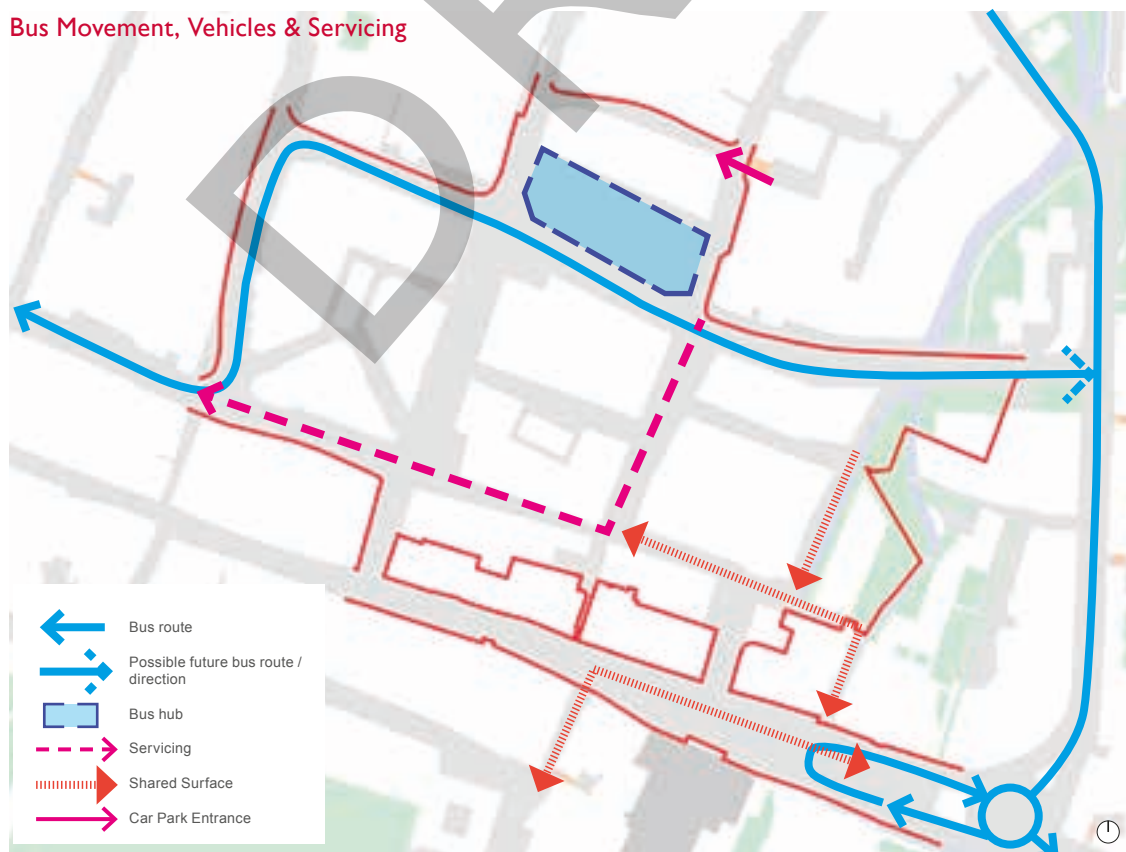 Bus Movement, Vehicles & Servicing
Bus route
Possible future bus route /
direction
Bus hub
Servicing
Shared Surface
Car Park Entrance